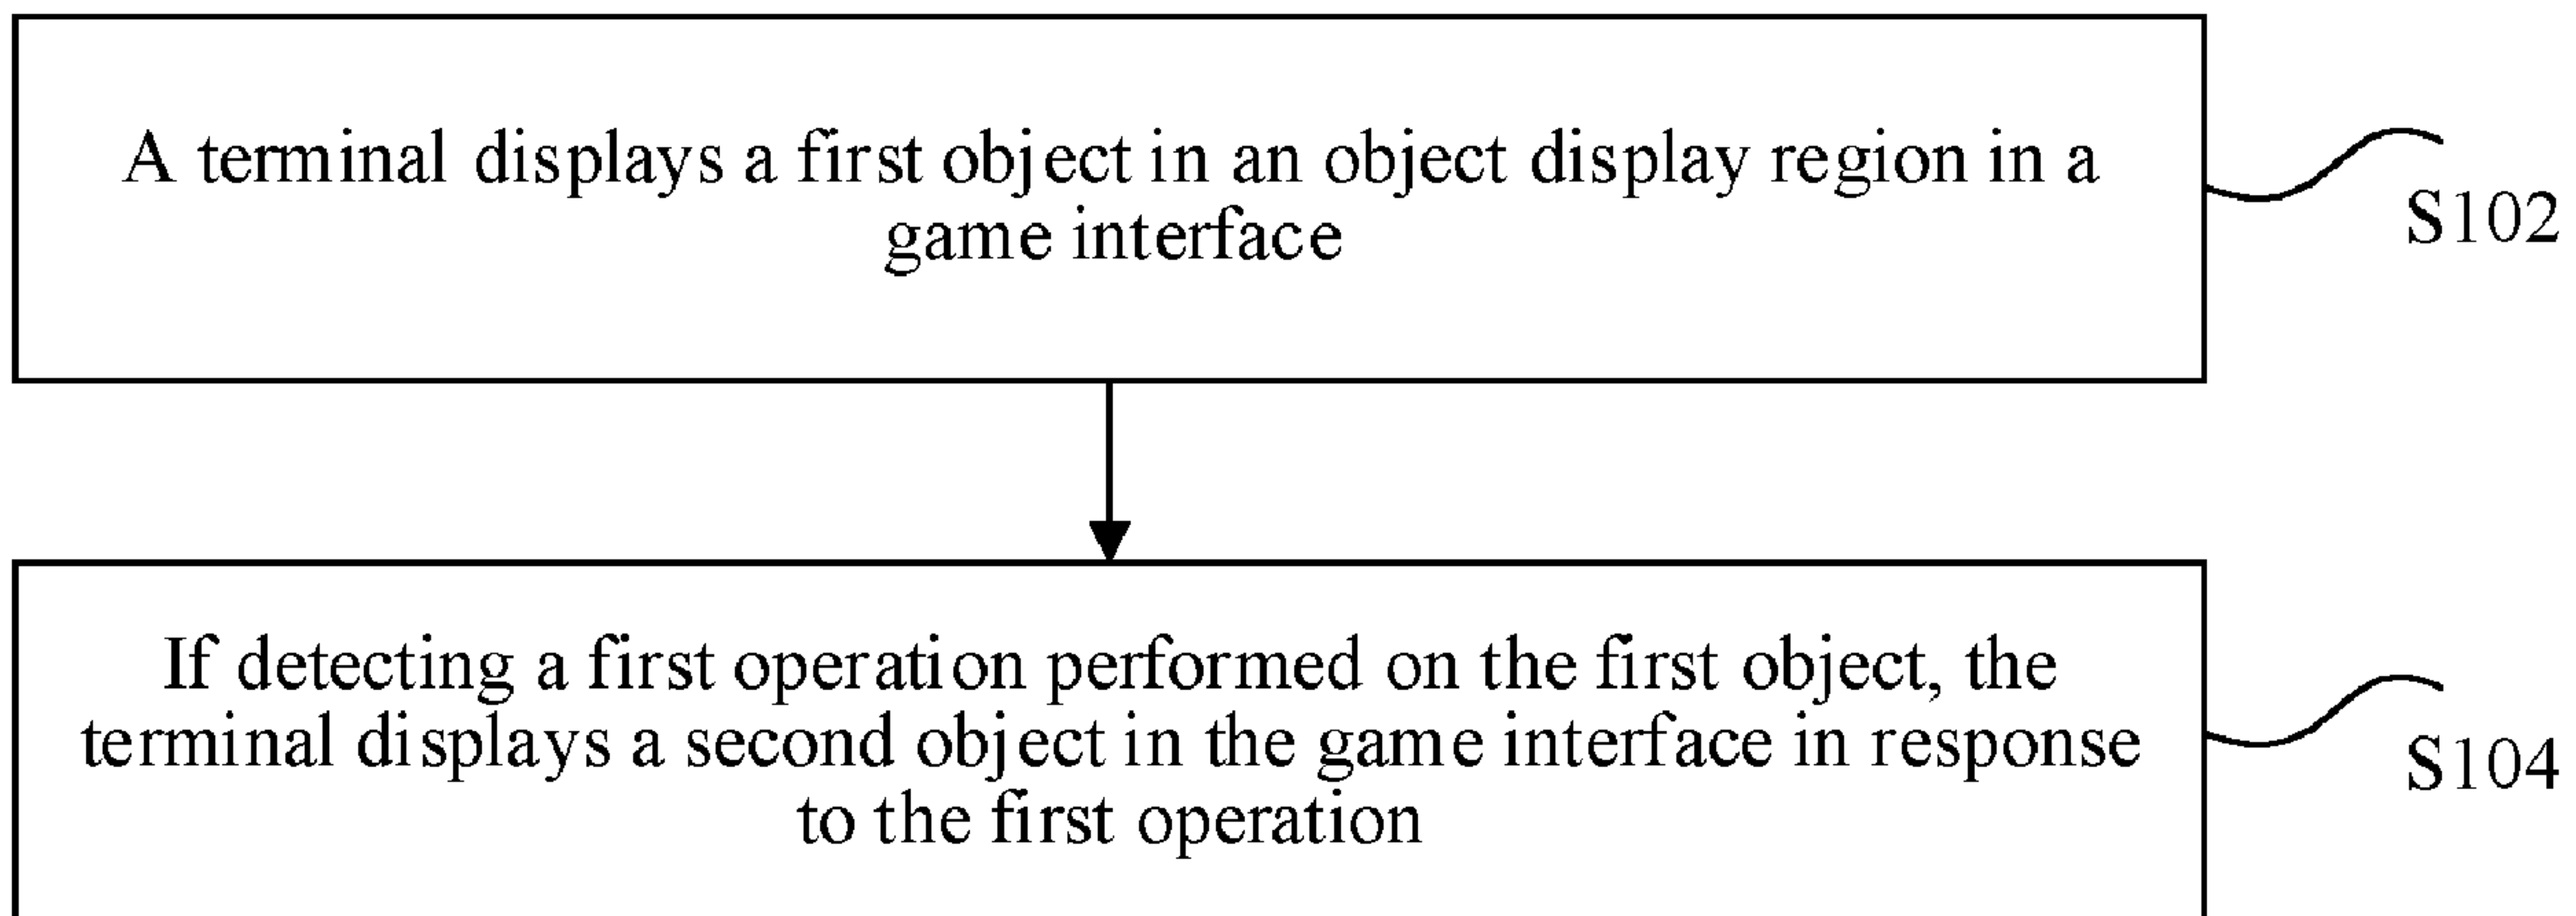 A terminal displays a first object in an object display region in a
game interface
S102
If detecting a first operation performed on the first object, the
terminal displays a second object in the game interface in response
to the first operation
S104